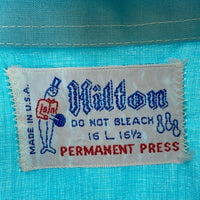 MADE IN U.S.A.
Hilton
DO NOT BLEACH
16 L 16½
PERMANENT PRESS